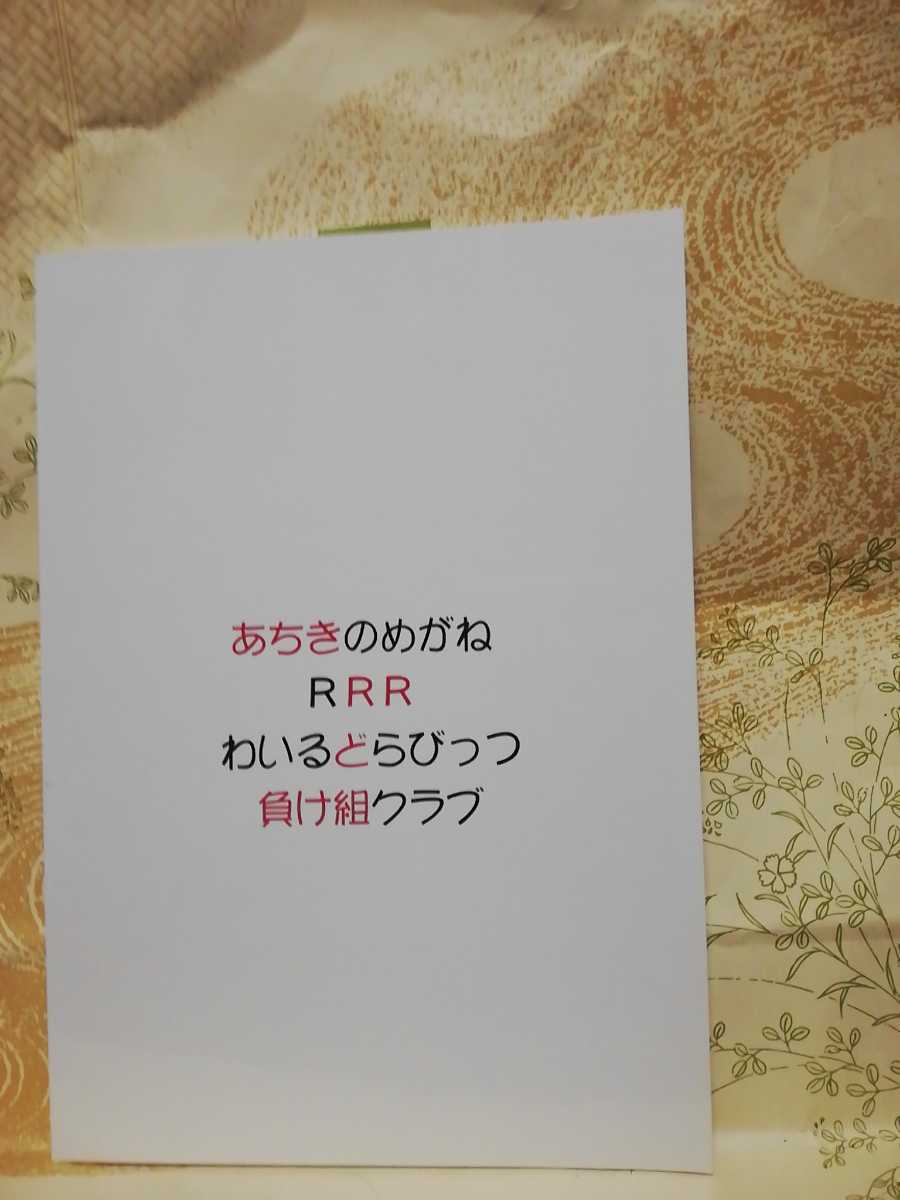 あちきのめがね
ＲＲＲ
わいるどらびっつ
負け組クラブ